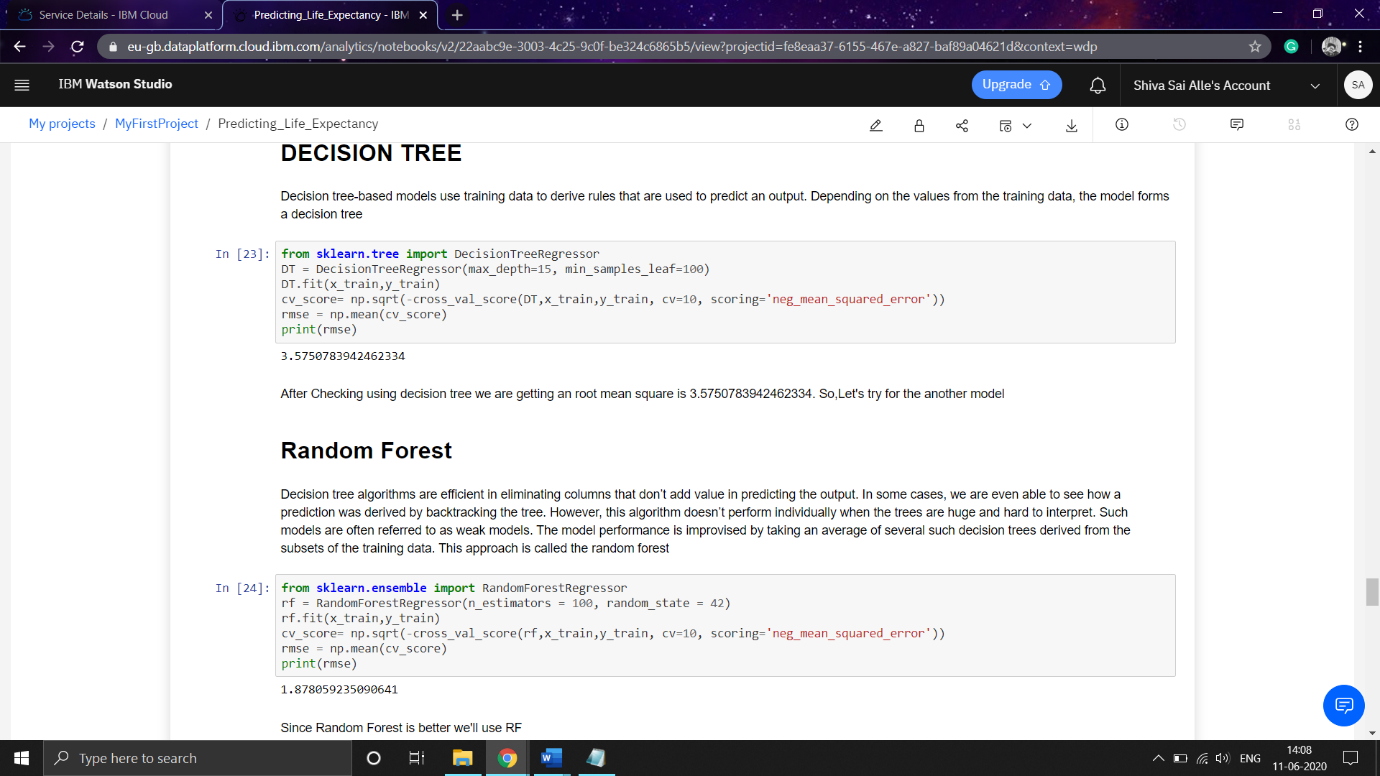 Service Details - IBM Cloud
Predicting_Life_Expectancy - IBM
eu-gb.dataplatform.cloud.ibm.com/analytics/notebooks/v2/22aabc9e-3003-4c25-9c0f-be324c6865b5/view?projectid=fe8eaa37-6155-467e-a827-baf89a04621d&context=wdp
IBM Watson Studio
Upgrade
Shiva Sai Alle's Account
SA
My projects / MyFirstProject / Predicting_Life_Expectancy
DECISION TREE
Decision tree-based models use training data to derive rules that are used to predict an output. Depending on the values from the training data, the model forms
a decision tree
In [23]: from sklearn.tree import DecisionTreeRegressor
DT = DecisionTreeRegressor(max_depth=15, min_samples_leaf=100)
DT.fit(x_train,y_train)
cv_score= np.sqrt(-cross_val_score(DT,x_train,y_train, cv=10, scoring='neg_mean_squared_error'))
rmse = np.mean(cv_score)
print(rmse)
3.5750783942462334
After Checking using decision tree we are getting an root mean square is 3.5750783942462334. So,Let's try for the another model
Random Forest
Decision tree algorithms are efficient in eliminating columns that don't add value in predicting the output. In some cases, we are even able to see how a
prediction was derived by backtracking the tree. However, this algorithm doesn't perform individually when the trees are huge and hard to interpret. Such
models are often referred to as weak models. The model performance is improvised by taking an average of several such decision trees derived from the
subsets of the training data. This approach is called the random forest
In [24]: from sklearn.ensemble import RandomForestRegressor
rf = RandomForestRegressor(n_estimators = 100, random_state = 42)
rf.fit(x_train,y_train)
cv_score= np.sqrt(-cross_val_score(rf,x_train,y_train, cv=10, scoring='neg_mean_squared_error'))
rmse = np.mean(cv_score)
print(rmse)
1.878059235090641
Since Random Forest is better we'll use RF
Type here to search
ENG
14:08
11-06-2020